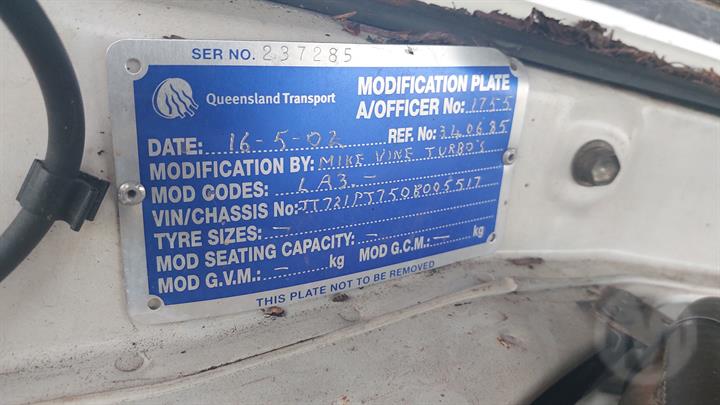 SER NO. 237285
Queensland Transport
MODIFICATION PLATE
A/OFFICER No: 1755
DATE: 16-5-02 REF. No: 340685
MODIFICATION BY: MIKE VINE TURBO'S
MOD CODES: LA3. -
VIN/CHASSIS No: JT721PJ7508005517
TYRE SIZES: -
MOD SEATING CAPACITY: - kg
MOD G.V.M: - kg MOD G.C.M: - kg
THIS PLATE NOT TO BE REMOVED